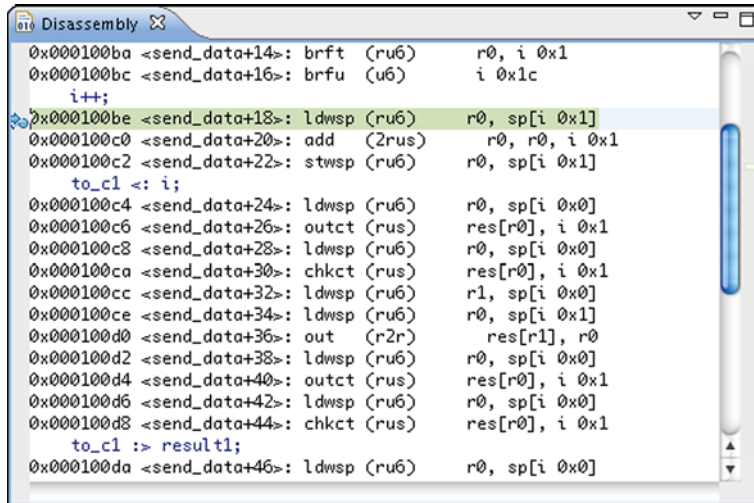 010 Disassembly
0x000100ba <send_data+14>: brft (ru6) r0, i 0x1
0x000100bc <send_data+16>: brfu (u6) i 0x1c
i++;
0x000100be <send_data+18>: ldwsp (ru6) r0, sp[i 0x1]
0x000100c0 <send_data+20>: add (2rus) r0, r0, i 0x1
0x000100c2 <send_data+22>: stwsp (ru6) r0, sp[i 0x1]
to_c1 <: i;
0x000100c4 <send_data+24>: ldwsp (ru6) r0, sp[i 0x0]
0x000100c6 <send_data+26>: outct (rus) res[r0], i 0x1
0x000100c8 <send_data+28>: ldwsp (ru6) r0, sp[i 0x0]
0x000100ca <send_data+30>: chkct (rus) res[r0], i 0x1
0x000100cc <send_data+32>: ldwsp (ru6) r1, sp[i 0x0]
0x000100ce <send_data+34>: ldwsp (ru6) r0, sp[i 0x1]
0x000100d0 <send_data+36>: out (r2r) res[r1], r0
0x000100d2 <send_data+38>: ldwsp (ru6) r0, sp[i 0x0]
0x000100d4 <send_data+40>: outct (rus) res[r0], i 0x1
0x000100d6 <send_data+42>: ldwsp (ru6) r0, sp[i 0x0]
0x000100d8 <send_data+44>: chkct (rus) res[r0], i 0x1
to_c1 :> result1;
0x000100da <send_data+46>: ldwsp (ru6) r0, sp[i 0x0]